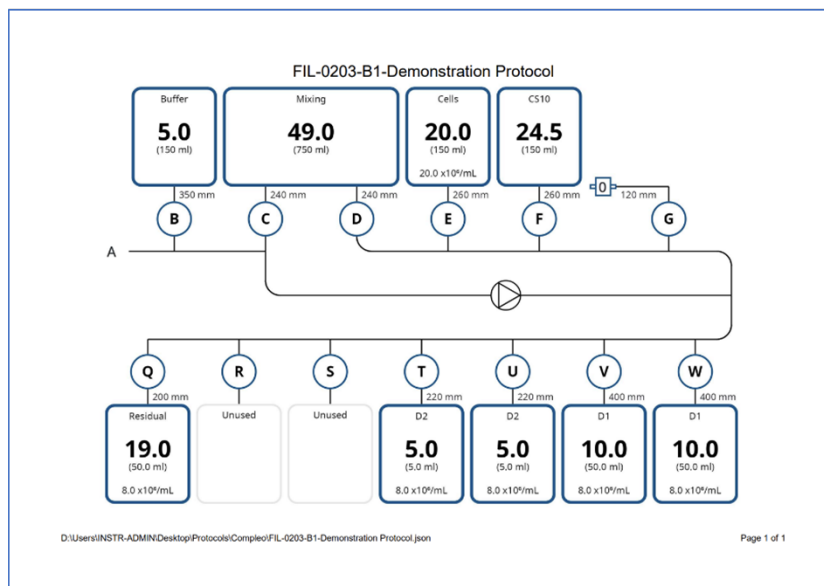 FIL-0203-B1-Demonstration Protocol
Buffer
5.0
(150 ml)
Mixing
49.0
(750 ml)
Cells
20.0
(150 ml)
20.0 x10⁶/mL
CS10
24.5
(150 ml)
350 mm
240 mm
240 mm
260 mm
260 mm
0
120 mm
B
C
D
E
F
G
A
Q
R
S
T
U
V
W
200 mm
220 mm
220 mm
400 mm
400 mm
Residual
19.0
(50.0 ml)
8.0 x10⁶/mL
Unused
Unused
D2
5.0
(5.0 ml)
8.0 x10⁶/mL
D2
5.0
(5.0 ml)
8.0 x10⁶/mL
D1
10.0
(50.0 ml)
8.0 x10⁶/mL
D1
10.0
(50.0 ml)
8.0 x10⁶/mL
D:\Users\INSTR-ADMIN\Desktop\Protocols\Compleo\FIL-0203-B1-Demonstration Protocol.json
Page 1 of 1